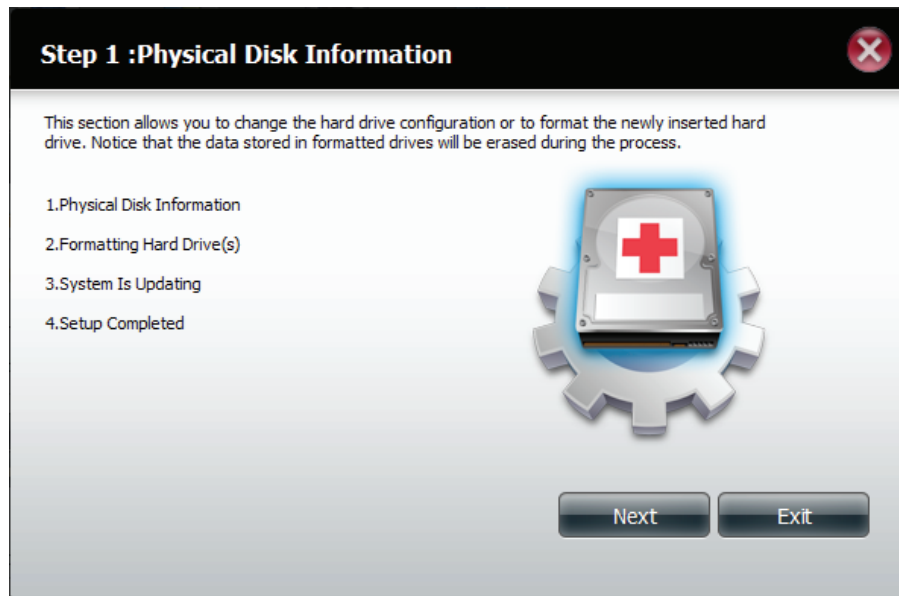 Step 1 :Physical Disk Information
This section allows you to change the hard drive configuration or to format the newly inserted hard
drive. Notice that the data stored in formatted drives will be erased during the process.
1.Physical Disk Information
2.Formatting Hard Drive(s)
3.System Is Updating
4.Setup Completed
Next Exit